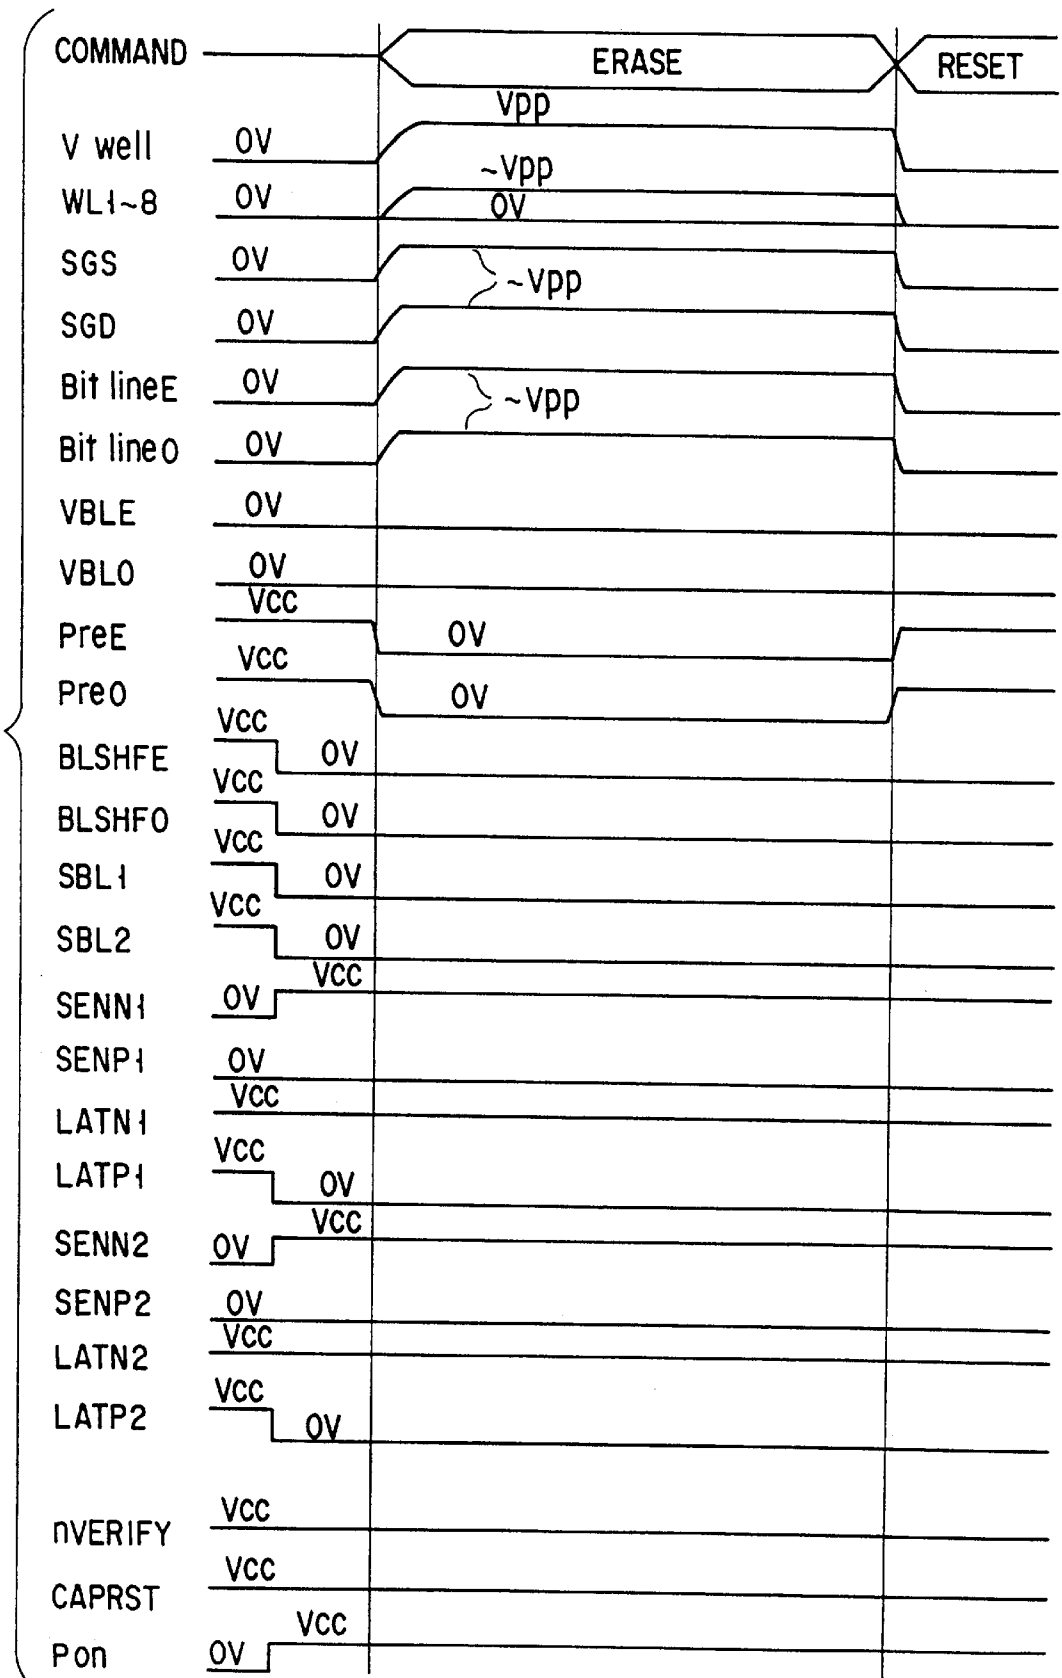 COMMAND ERASE RESET
Vpp
V well 0V
~Vpp
WL1~8 0V 0V
SGS 0V
~Vpp
SGD 0V
Bit lineE 0V
~Vpp
Bit lineO 0V
VBLE 0V
VBLO 0V
Vcc
PreE 0V
Vcc
PreO 0V
Vcc
BLSHFE 0V
Vcc
BLSHFO 0V
Vcc
SBL1 0V
Vcc
SBL2 0V
Vcc
SENN1 0V
SENP1 0V
Vcc
LATN1
Vcc
LATP1 0V
Vcc
SENN2 0V
SENP2 0V
Vcc
LATN2
Vcc
LATP2 0V
Vcc
nVERIFY
Vcc
CAPRST
Vcc
Pon 0V